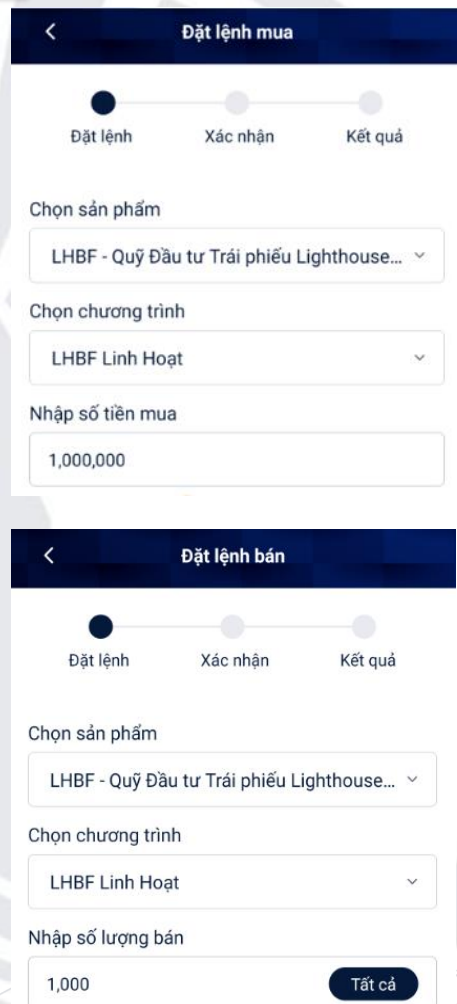 Đặt lệnh mua
Đặt lệnh Xác nhận Kết quả
Chọn sản phẩm
LHBF - Quỹ Đầu tư Trái phiếu Lighthouse...
Chọn chương trình
LHBF Linh Hoạt
Nhập số tiền mua
1,000,000
Đặt lệnh bán
Đặt lệnh Xác nhận Kết quả
Chọn sản phẩm
LHBF - Quỹ Đầu tư Trái phiếu Lighthouse...
Chọn chương trình
LHBF Linh Hoạt
Nhập số lượng bán
1,000 Tất cả